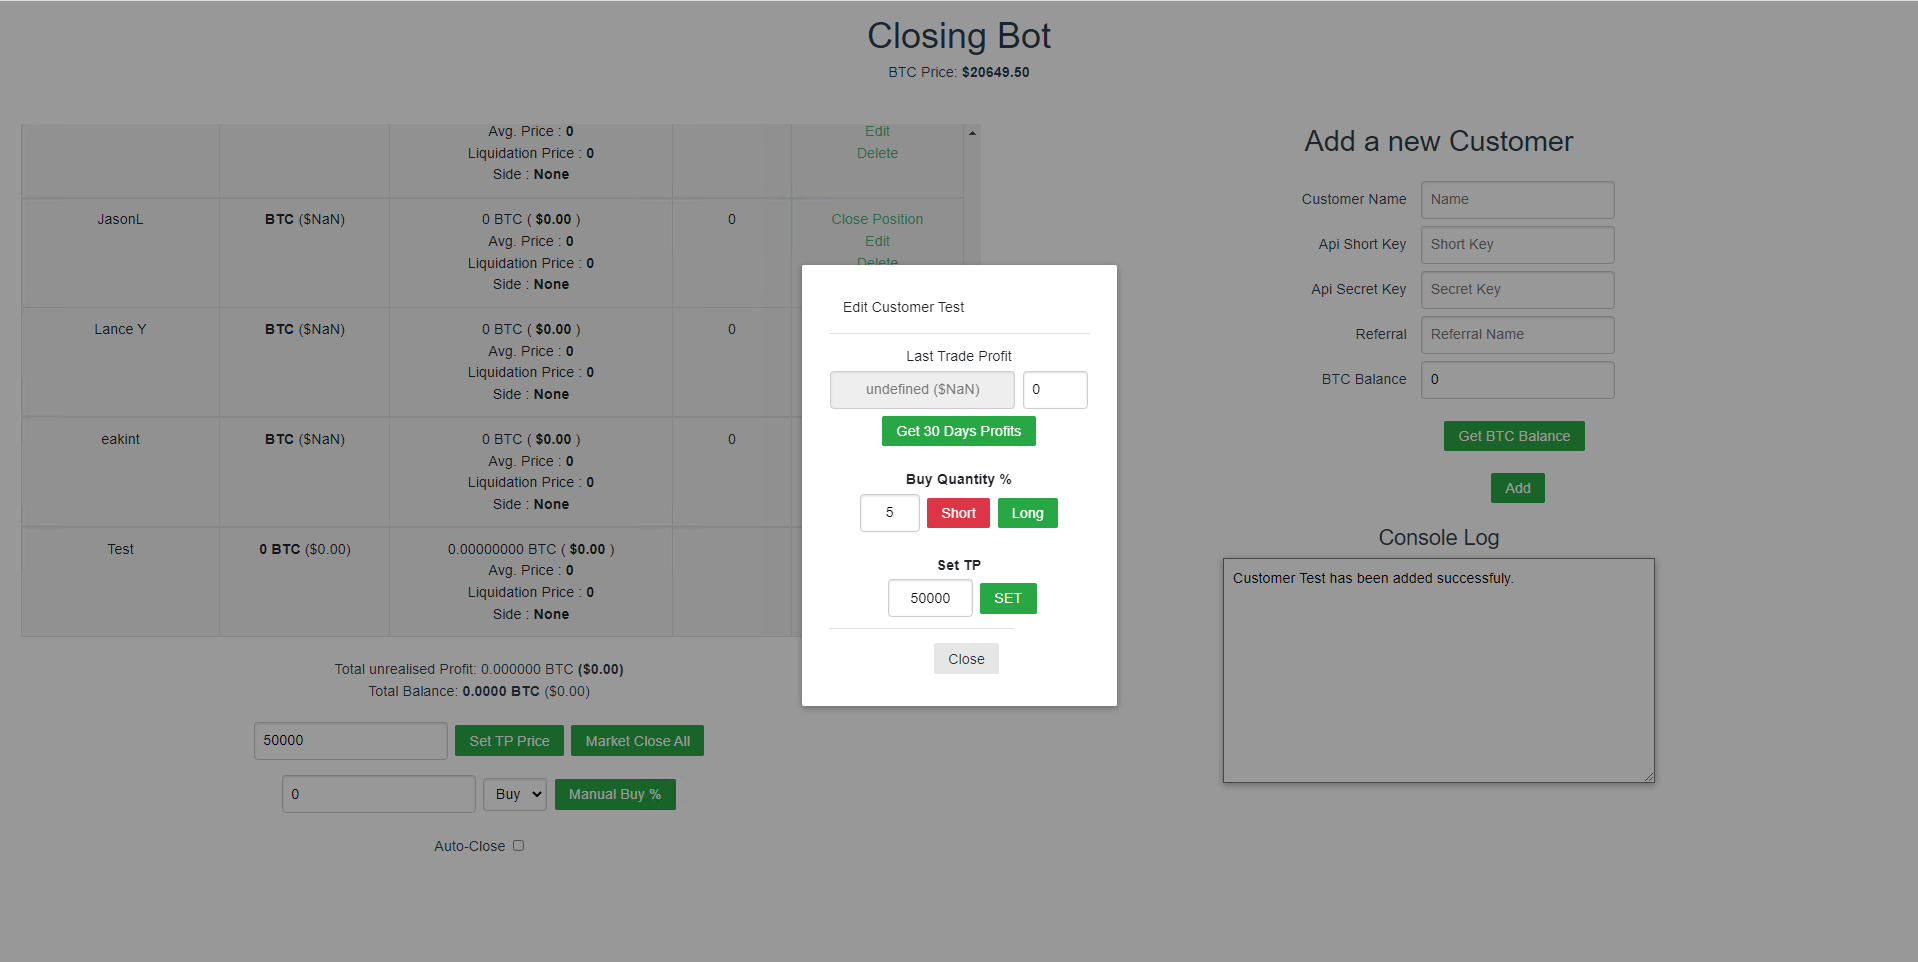 Closing Bot
BTC Price: $20649.50
Avg. Price : 0
Edit
Liquidation Price : 0
Delete
Side : None
JasonL
BTC ($NaN)
0 BTC ( $0.00 )
0
Close Position
Avg. Price : 0
Edit
Liquidation Price : 0
Delete
Side : None
Lance Y
BTC ($NaN)
0 BTC ( $0.00 )
0
Avg. Price : 0
Liquidation Price : 0
Side : None
eakint
BTC ($NaN)
0 BTC ( $0.00 )
0
Avg. Price : 0
Liquidation Price : 0
Side : None
Test
0 BTC ($0.00)
0.00000000 BTC ( $0.00 )
Avg. Price : 0
Liquidation Price : 0
Side : None
Total unrealised Profit: 0.000000 BTC ($0.00)
Total Balance: 0.0000 BTC ($0.00)
50000
Set TP Price
Market Close All
0
Buy
Manual Buy %
Auto-Close
Edit Customer Test
Last Trade Profit
undefined ($NaN)
0
Get 30 Days Profits
Buy Quantity %
5
Short
Long
Set TP
50000
SET
Close
Add a new Customer
Customer Name
Name
Api Short Key
Short Key
Api Secret Key
Secret Key
Referral
Referral Name
BTC Balance
0
Get BTC Balance
Add
Console Log
Customer Test has been added successfuly.